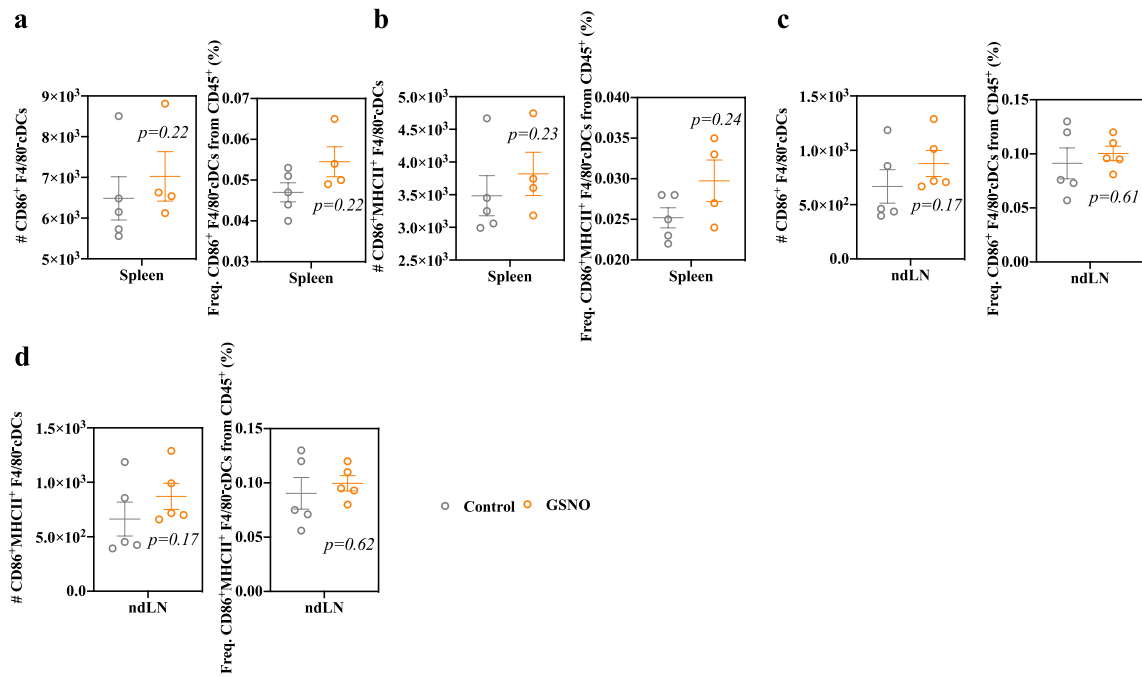 a
# CD86⁺ F4/80⁻cDCs
9×10³
8×10³
7×10³
6×10³
5×10³
p=0.22
Spleen
Freq. CD86⁺ F4/80⁻cDCs from CD45⁺ (%)
0.07
0.06
0.05
0.04
0.03
p=0.22
Spleen
b
# CD86⁺MHCII⁺ F4/80⁻cDCs
5.0×10³
4.5×10³
4.0×10³
3.5×10³
3.0×10³
2.5×10³
p=0.23
Spleen
Freq. CD86⁺MHCII⁺ F4/80⁻cDCs from CD45⁺ (%)
0.040
0.035
0.030
0.025
0.020
p=0.24
Spleen
c
# CD86⁺ F4/80⁻cDCs
1.5×10³
1.0×10³
5.0×10²
0.0
p=0.17
ndLN
Freq. CD86⁺ F4/80⁻cDCs from CD45⁺ (%)
0.15
0.10
0.05
0.00
p=0.61
ndLN
d
# CD86⁺MHCII⁺ F4/80⁻cDCs
1.5×10³
1.0×10³
5.0×10²
0.0
p=0.17
ndLN
Freq. CD86⁺MHCII⁺ F4/80⁻cDCs from CD45⁺ (%)
0.15
0.10
0.05
0.00
p=0.62
ndLN
Control GSNO